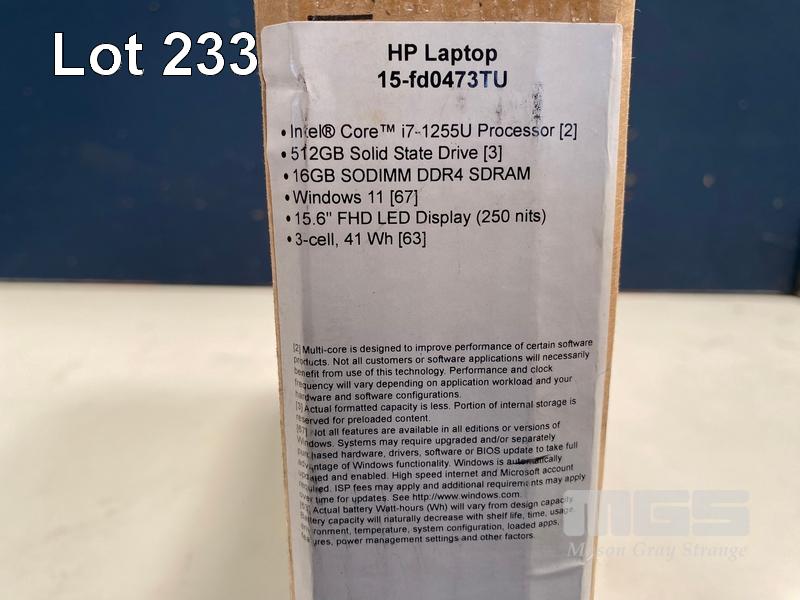 Lot 233
HP Laptop
15-fd0473TU
• Intel® Core™ i7-1255U Processor [2]
• 512GB Solid State Drive [3]
• 16GB SODIMM DDR4 SDRAM
• Windows 11 [67]
• 15.6" FHD LED Display (250 nits)
• 3-cell, 41 Wh [63]
[2] Multi-core is designed to improve performance of certain software
products. Not all customers or software applications will necessarily
benefit from use of this technology. Performance and clock
frequency will vary depending on application workload and your
hardware and software configurations.
[3] Actual formatted capacity is less. Portion of internal storage is
reserved for preloaded content.
[67] Not all features are available in all editions or versions of
Windows. Systems may require upgraded and/or separately
purchased hardware, drivers, software or BIOS update to take full
advantage of Windows functionality. Windows is automatically
updated and enabled. High speed internet and Microsoft account
required. ISP fees may apply and additional requirements may apply
over time for updates. See http://www.windows.com.
[63] Actual battery Watt-hours (Wh) will vary from design capacity.
Battery capacity will naturally decrease with shelf life, time, usage,
environment, temperature, system configuration, loaded apps,
features, power management settings and other factors.
MGS
Mason Gray Strange